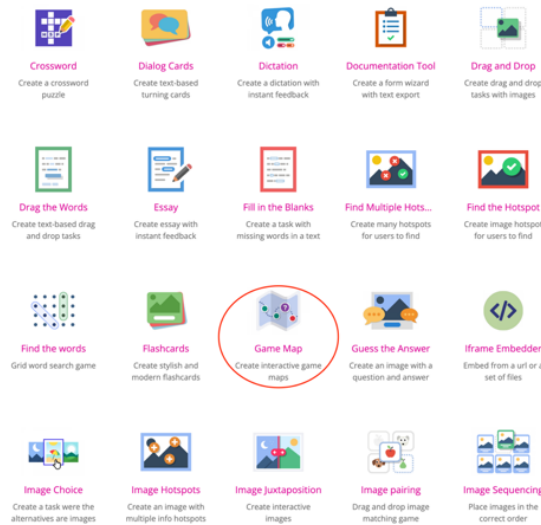 Crossword
Create a crossword
puzzle
Dialog Cards
Create text-based
turning cards
Dictation
Create a dictation with
instant feedback
Documentation Tool
Create a form wizard
with text export
Drag and Drop
Create drag and drop
tasks with images
Drag the Words
Create text-based drag
and drop tasks
Essay
Create essay with
instant feedback
Fill in the Blanks
Create a task with
missing words in a text
Find Multiple Hots...
Create many hotspots
for users to find
Find the Hotspot
Create image hotspot
for users to find
Find the words
Grid word search game
Flashcards
Create stylish and
modern flashcards
Game Map
Create interactive game
maps
Guess the Answer
Create an image with a
question and answer
Iframe Embedder
Embed from a url or a
set of files
Image Choice
Create a task were the
alternatives are images
Image Hotspots
Create an image with
multiple info hotspots
Image Juxtaposition
Create interactive
images
Image pairing
Drag and drop image
matching game
Image Sequencing
Place images in the
correct order